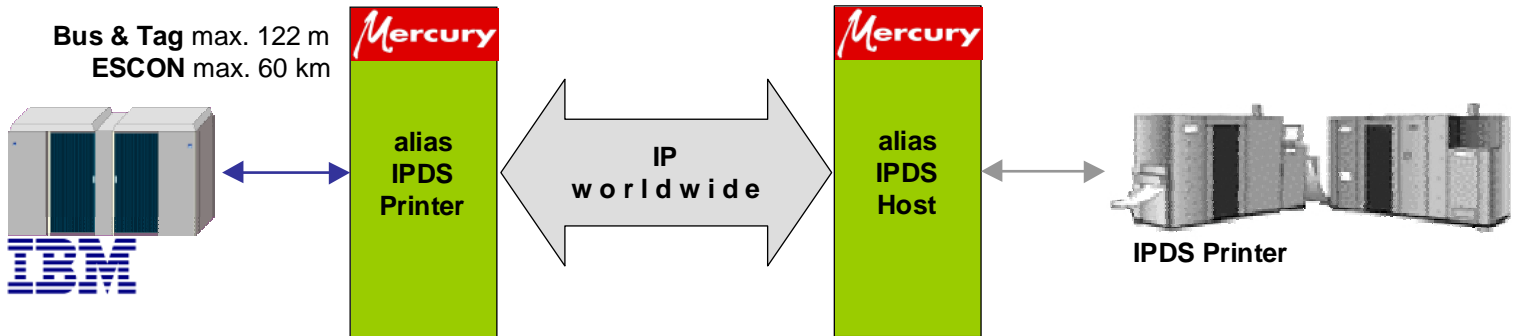 Bus & Tag max. 122 m
ESCON max. 60 km
IBM
Mercury
alias
IPDS
Printer
IP
worldwide
Mercury
alias
IPDS
Host
IPDS Printer